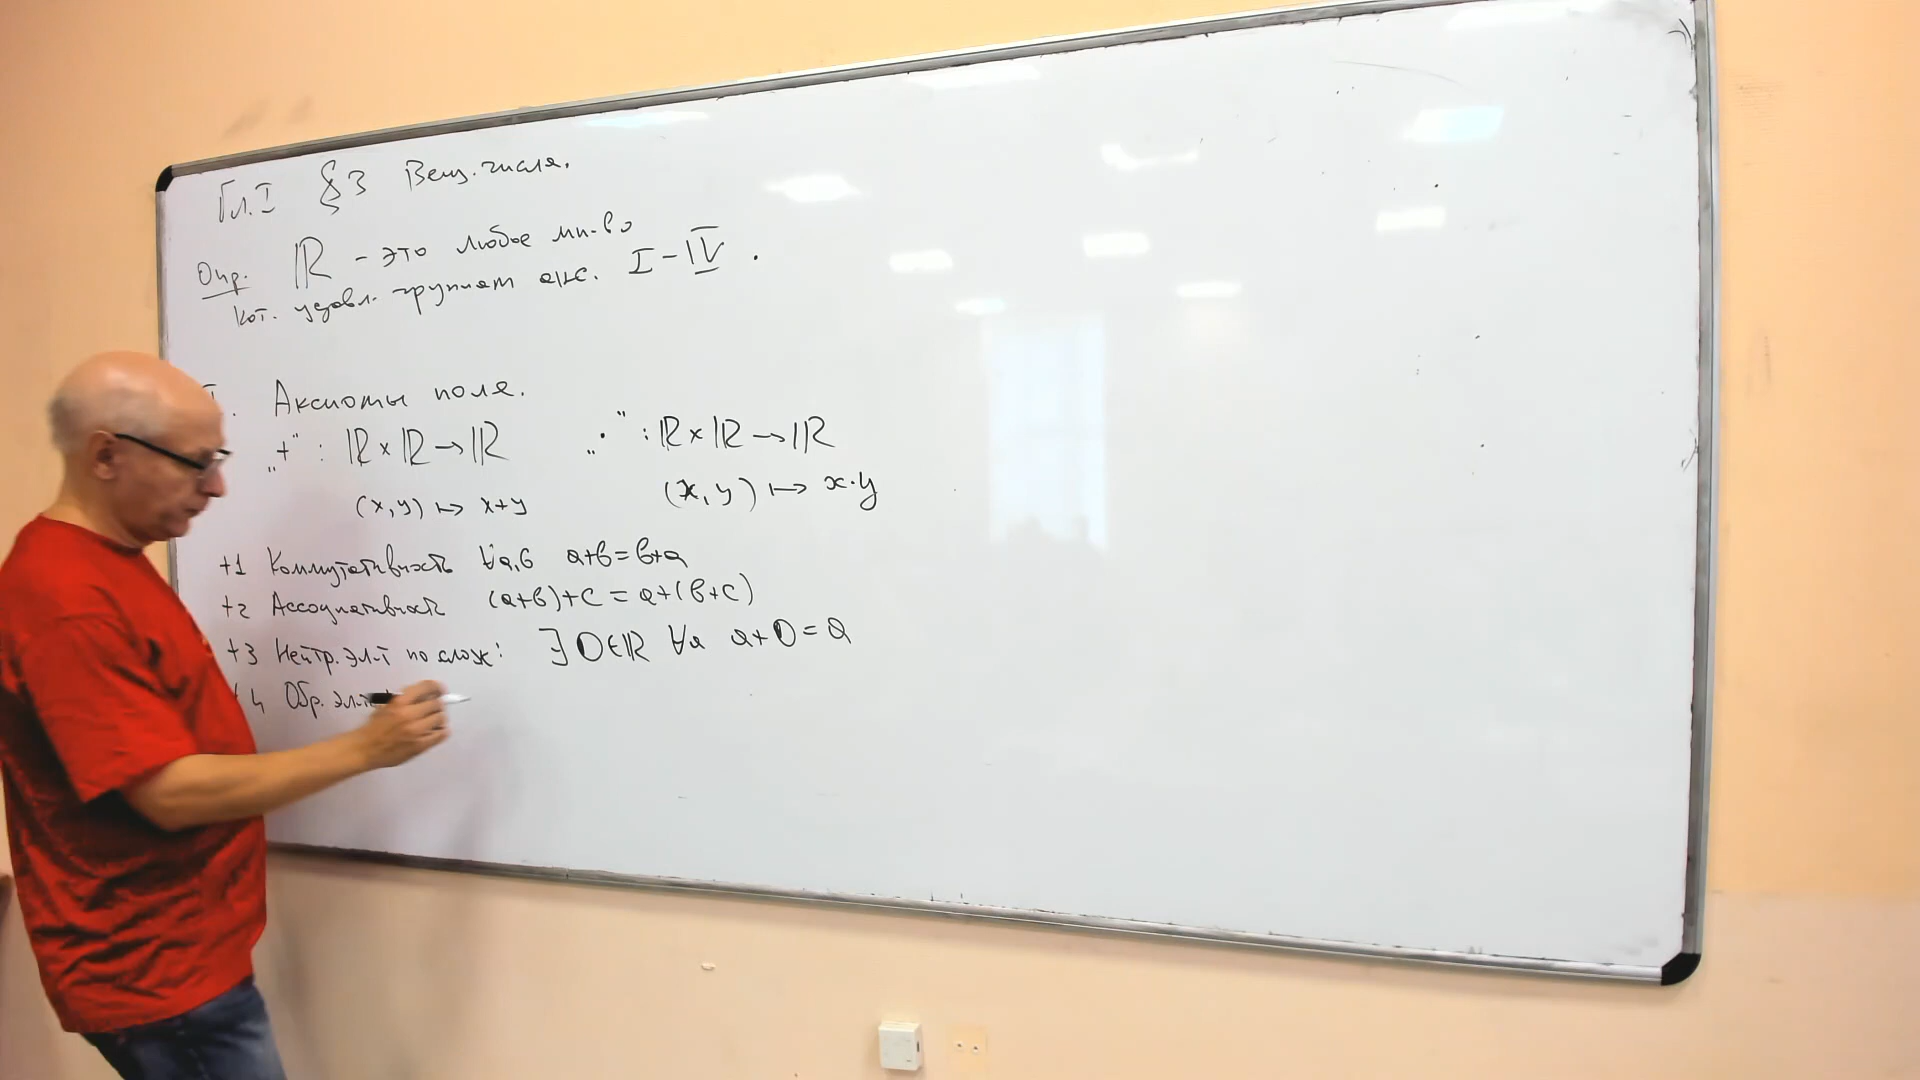 Гл. I §3 Вещ. числа.
Опр. ℝ - это любое мн-во
кот. удовл. группам акс. I-IV.
Аксиомы поля.
„+“ : ℝ×ℝ→ℝ „·“ : ℝ×ℝ→ℝ
(x,y) ↦ x+y (x,y) ↦ x·y
+1 Коммутативность ∀a,b a+b=b+a
+2 Ассоциативность (a+b)+c = a+(b+c)
+3 Нейтр. эл-т по слож: ∃ 0∈ℝ ∀a a+0=a
4 Обр. эл-т